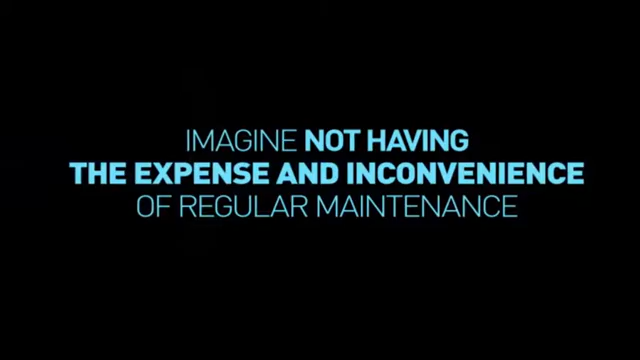 IMAGINE NOT HAVING
THE EXPENSE AND INCONVENIENCE
OF REGULAR MAINTENANCE